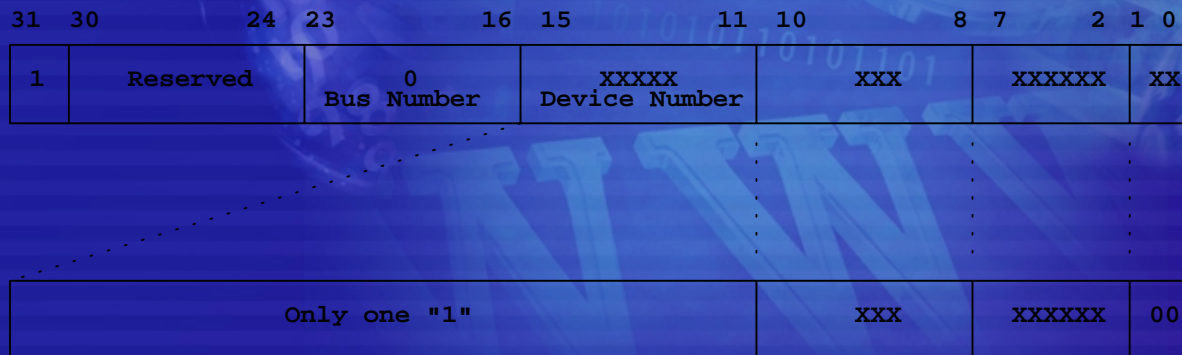 31 30 24 23 16 15 11 10 8 7 2 1 0
1 Reserved 0 XXXXX XXX XXXXXX XX
Bus Number Device Number
Only one "1" XXX XXXXXX 00